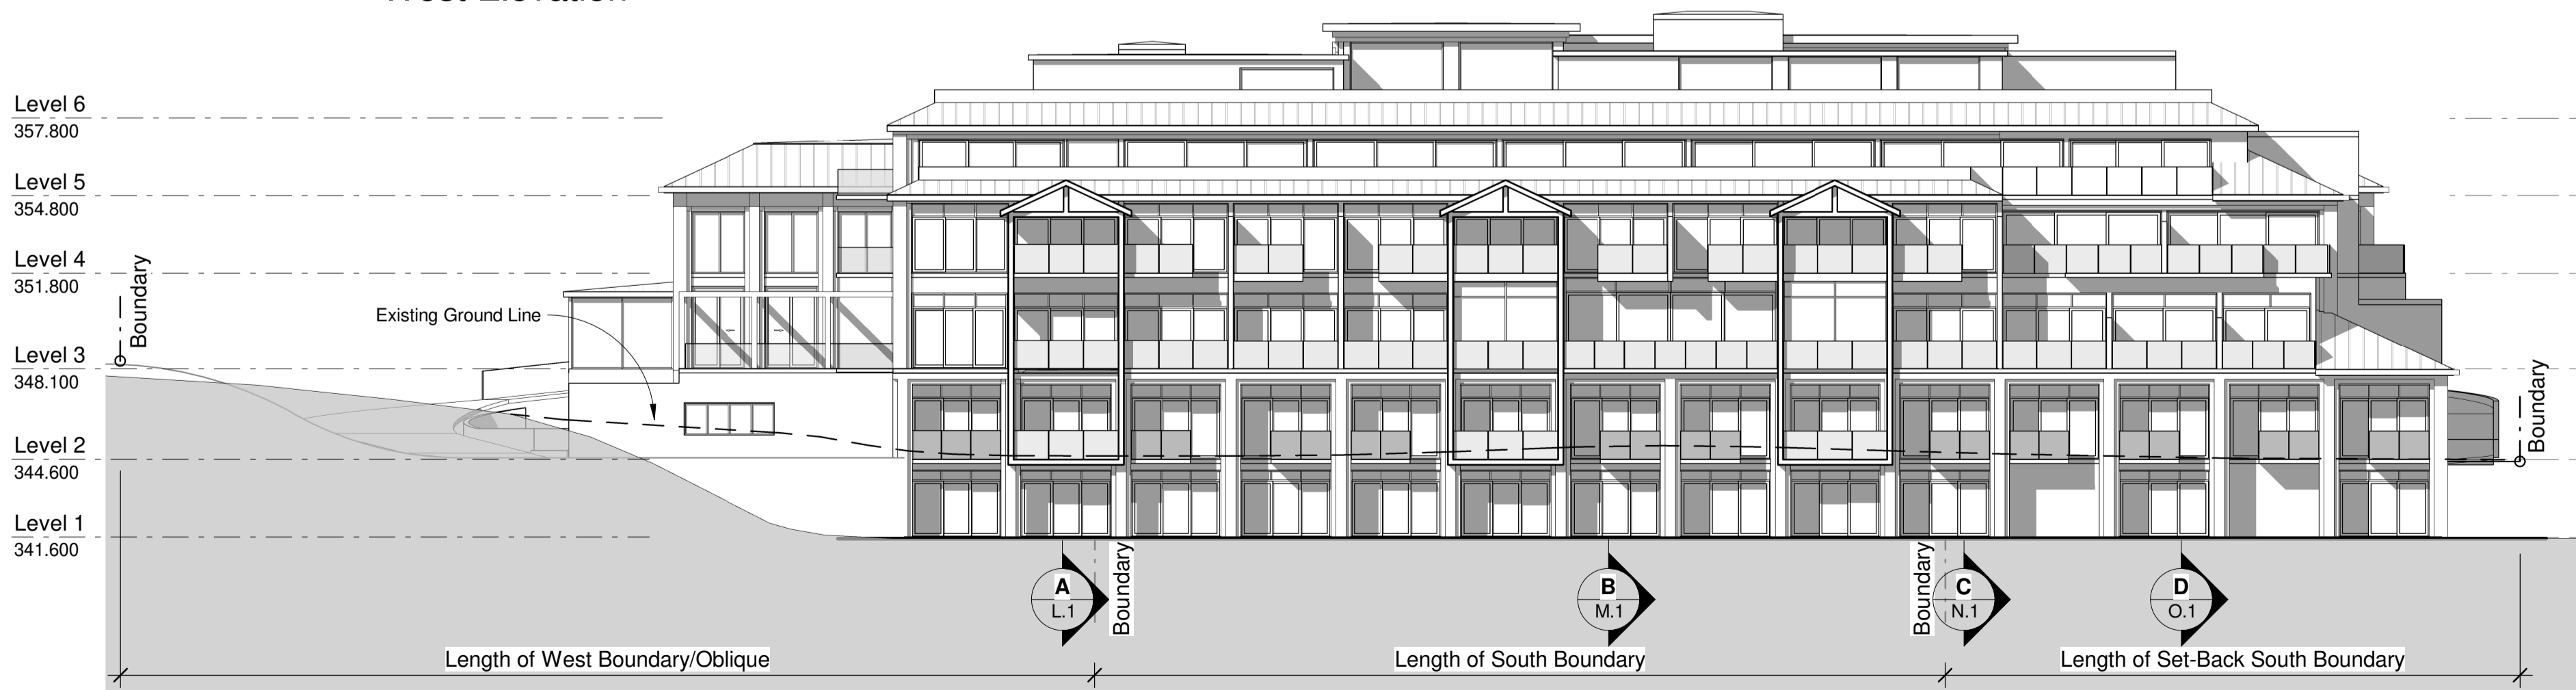 West Elevation
Level 6
357.800
Level 5
354.800
Level 4
351.800
Boundary
Existing Ground Line
Level 3
348.100
Boundary
Level 2
344.600
Level 1
341.600
A
L.1
Boundary
B
M.1
Boundary
C
N.1
D
O.1
Length of West Boundary/Oblique
Length of South Boundary
Length of Set-Back South Boundary